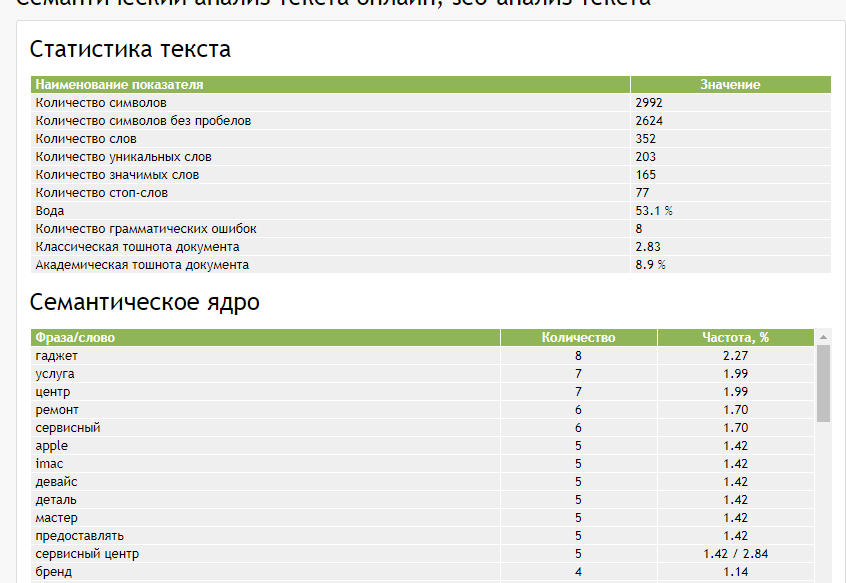 Семантический анализ текста онлайн, seo-анализ текста
Статистика текста
Наименование показателя Значение
Количество символов 2992
Количество символов без пробелов 2624
Количество слов 352
Количество уникальных слов 203
Количество значимых слов 165
Количество стоп-слов 77
Вода 53.1 %
Количество грамматических ошибок 8
Классическая тошнота документа 2.83
Академическая тошнота документа 8.9 %
Семантическое ядро
Фраза/слово Количество Частота, %
гаджет 8 2.27
услуга 7 1.99
центр 7 1.99
ремонт 6 1.70
сервисный 6 1.70
apple 5 1.42
imac 5 1.42
девайс 5 1.42
деталь 5 1.42
мастер 5 1.42
предоставлять 5 1.42
сервисный центр 5 1.42 / 2.84
бренд 4 1.14